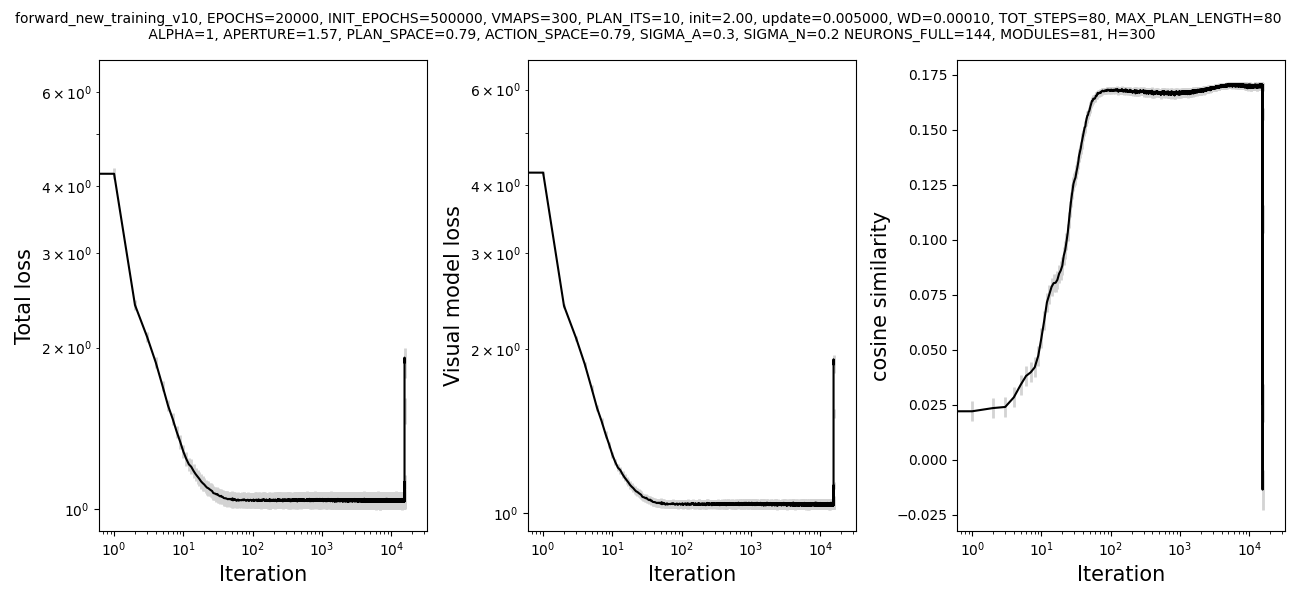 forward_new_training_v10, EPOCHS=20000, INIT_EPOCHS=500000, VMAPS=300, PLAN_ITS=10, init=2.00, update=0.005000, WD=0.00010, TOT_STEPS=80, MAX_PLAN_LENGTH=80
ALPHA=1, APERTURE=1.57, PLAN_SPACE=0.79, ACTION_SPACE=0.79, SIGMA_A=0.3, SIGMA_N=0.2 NEURONS_FULL=144, MODULES=81, H=300
Total loss
6 × 10⁰
4 × 10⁰
3 × 10⁰
2 × 10⁰
10⁰
10⁰ 10¹ 10² 10³ 10⁴
Iteration
Visual model loss
6 × 10⁰
4 × 10⁰
3 × 10⁰
2 × 10⁰
10⁰
10⁰ 10¹ 10² 10³ 10⁴
Iteration
cosine similarity
0.175
0.150
0.125
0.100
0.075
0.050
0.025
0.000
−0.025
10⁰ 10¹ 10² 10³ 10⁴
Iteration